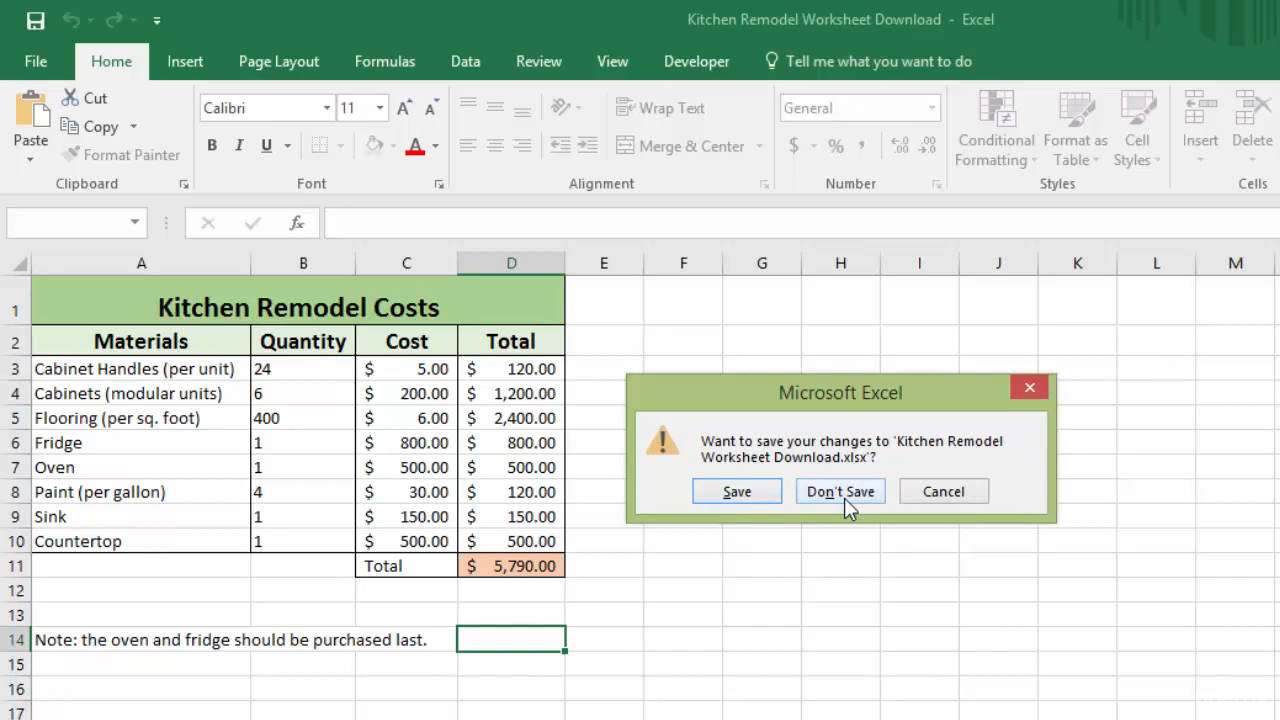 Kitchen Remodel Worksheet Download - Excel
File Home Insert Page Layout Formulas Data Review View Developer Tell me what you want to do
Paste
Cut
Copy
Format Painter
Clipboard
Calibri 11 A A
B I U A
Font
Wrap Text
Merge & Center
Alignment
General
$ % , .00 .00
Number
Conditional Formatting
Format as Table
Cell Styles
Styles
Insert Delete
Cells
fx
A B C D E F G H I J K L M
1 Kitchen Remodel Costs
2 Materials Quantity Cost Total
3 Cabinet Handles (per unit) 24 $ 5.00 $ 120.00
4 Cabinets (modular units) 6 $ 200.00 $ 1,200.00
5 Flooring (per sq. foot) 400 $ 6.00 $ 2,400.00
6 Fridge 1 $ 800.00 $ 800.00
7 Oven 1 $ 500.00 $ 500.00
8 Paint (per gallon) 4 $ 30.00 $ 120.00
9 Sink 1 $ 150.00 $ 150.00
10 Countertop 1 $ 500.00 $ 500.00
11 Total $ 5,790.00
12
13
14 Note: the oven and fridge should be purchased last.
15
16
17
Microsoft Excel
Want to save your changes to 'Kitchen Remodel
Worksheet Download.xlsx'?
Save Don't Save Cancel